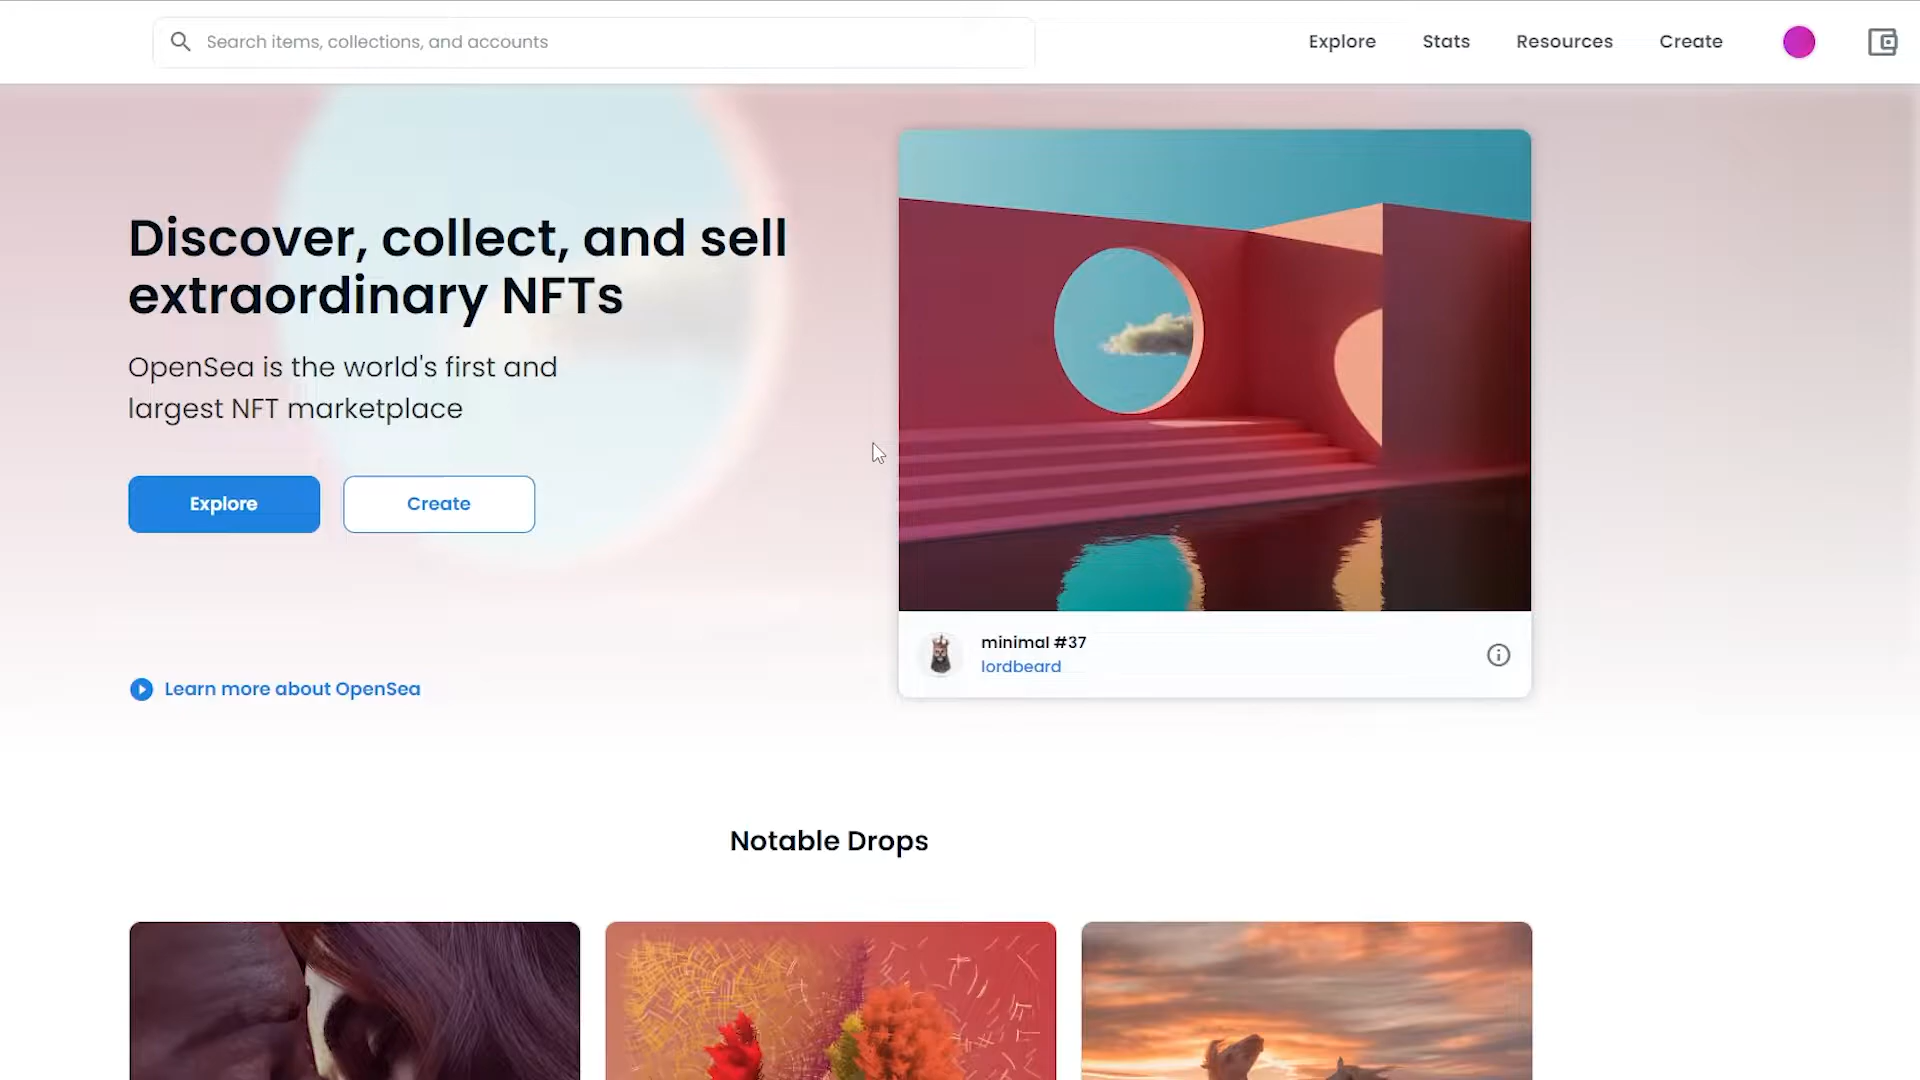 Search items, collections, and accounts
Explore
Stats
Resources
Create
Discover, collect, and sell
extraordinary NFTs
OpenSea is the world's first and
largest NFT marketplace
Explore
Create
minimal #37
lordbeard
Learn more about OpenSea
Notable Drops